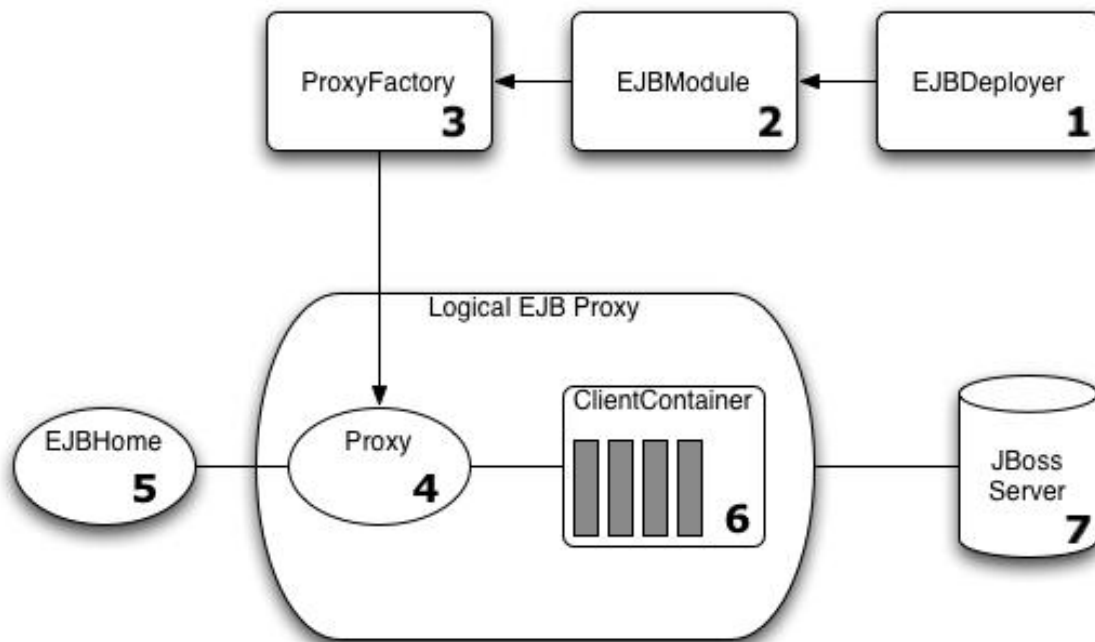 ProxyFactory
3
EJBModule
2
EJBDeployer
1
Logical EJB Proxy
EJBHome
5
Proxy
4
ClientContainer
6
JBoss
Server
7